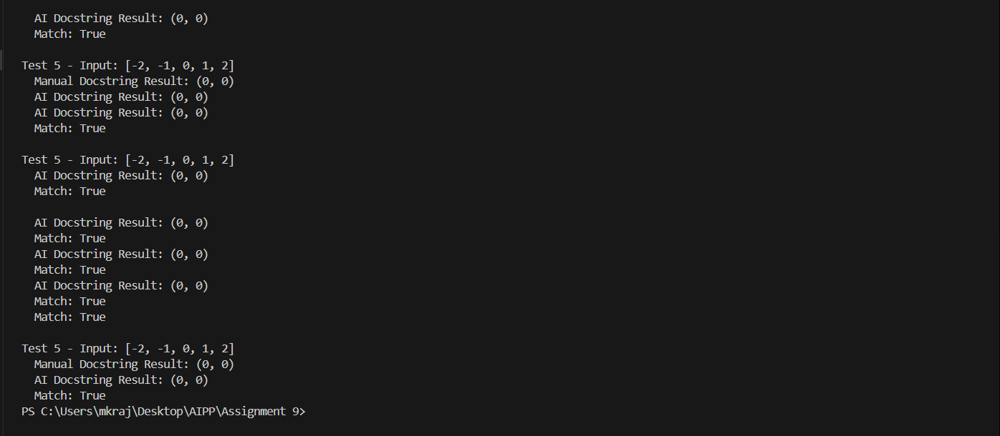 AI Docstring Result: (0, 0)
Match: True
Test 5 - Input: [-2, -1, 0, 1, 2]
Manual Docstring Result: (0, 0)
AI Docstring Result: (0, 0)
AI Docstring Result: (0, 0)
Match: True
Test 5 - Input: [-2, -1, 0, 1, 2]
AI Docstring Result: (0, 0)
Match: True
AI Docstring Result: (0, 0)
Match: True
AI Docstring Result: (0, 0)
Match: True
AI Docstring Result: (0, 0)
Match: True
Match: True
Test 5 - Input: [-2, -1, 0, 1, 2]
Manual Docstring Result: (0, 0)
AI Docstring Result: (0, 0)
Match: True
PS C:\Users\mkraj\Desktop\AIPP\Assignment 9>